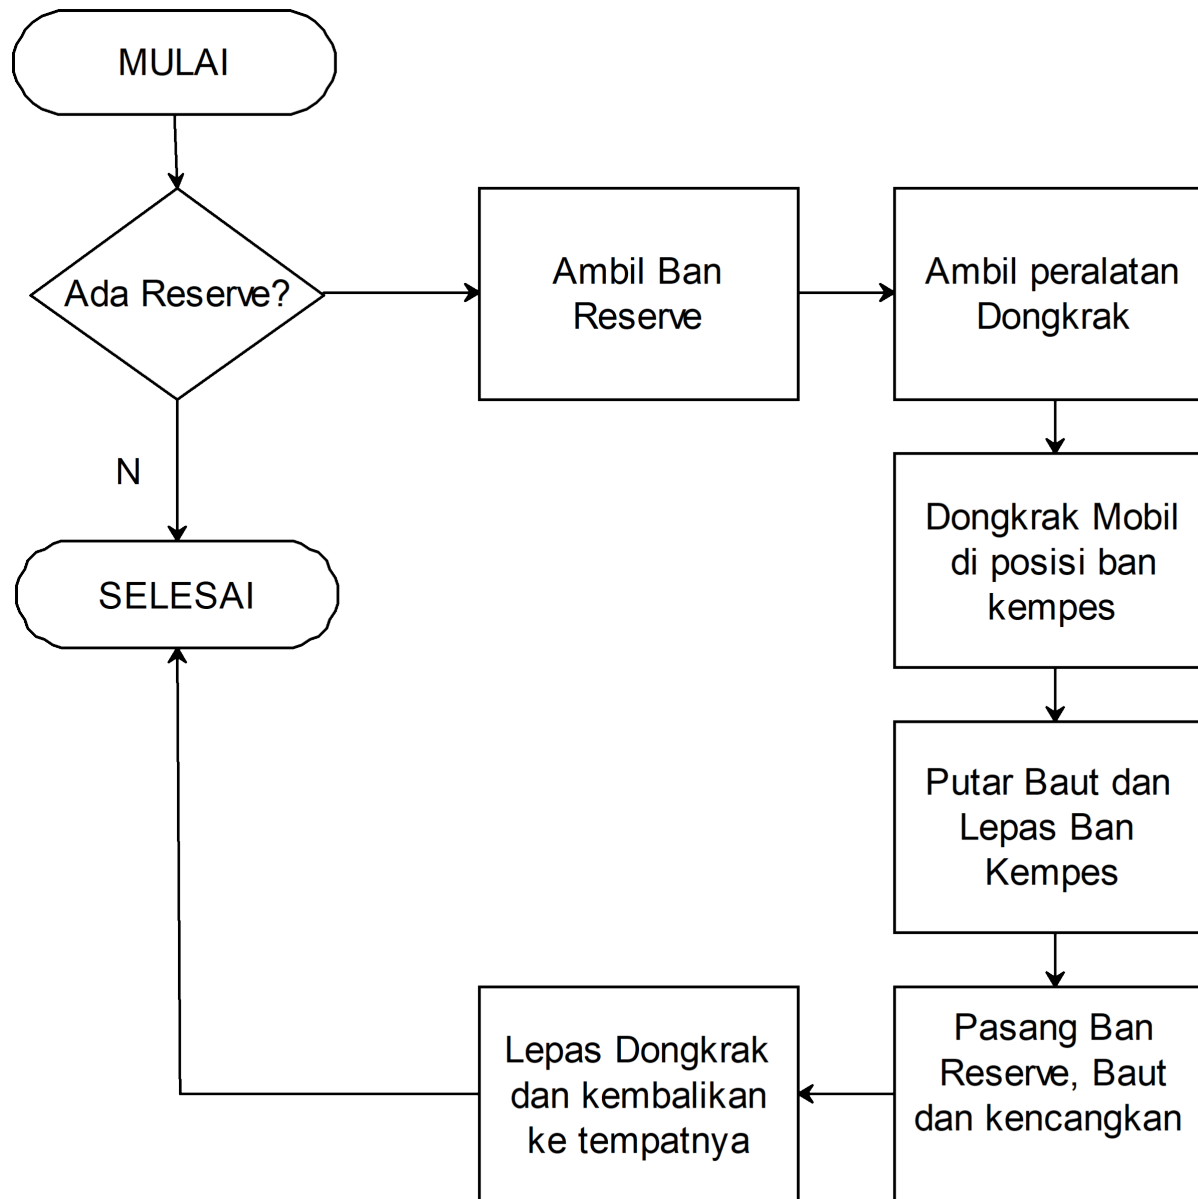 MULAI
Ada Reserve?
Ambil Ban
Reserve
Ambil peralatan
Dongkrak
N
Dongkrak Mobil
di posisi ban
kempes
SELESAI
Putar Baut dan
Lepas Ban
Kempes
Pasang Ban
Reserve, Baut
dan kencangkan
Lepas Dongkrak
dan kembalikan
ke tempatnya